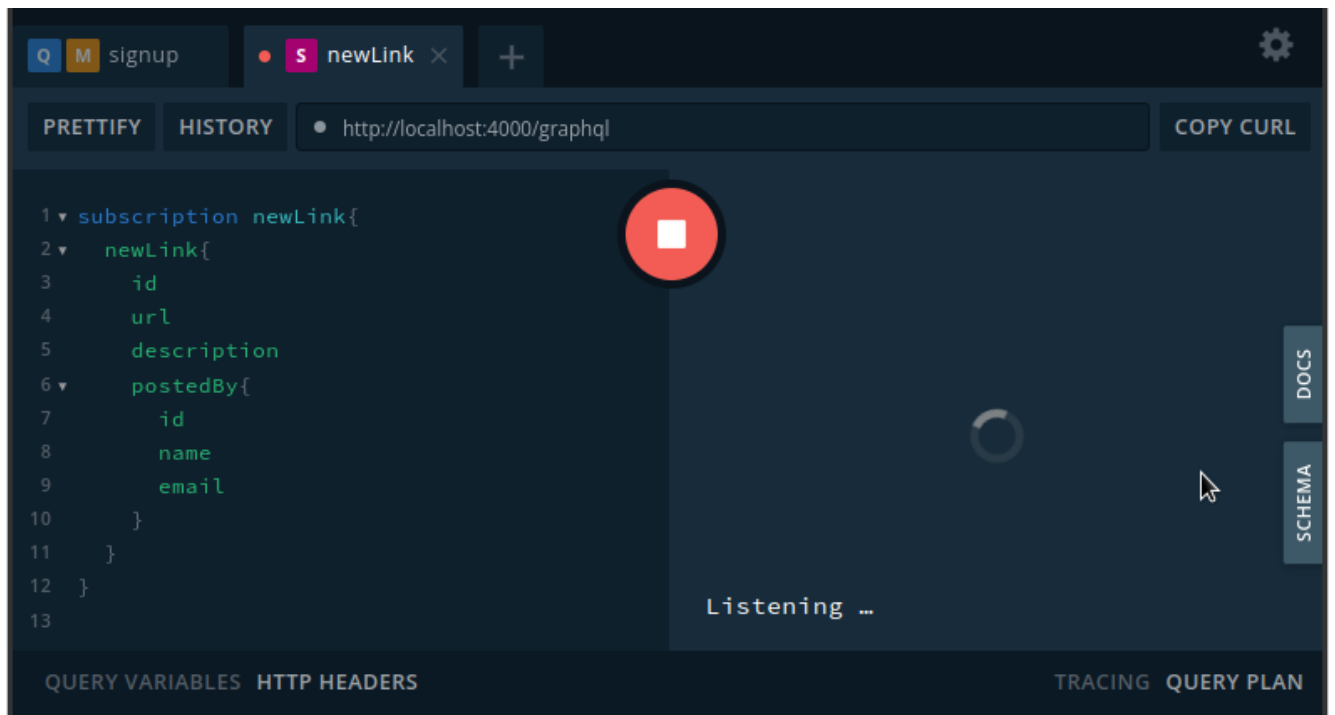 Q M signup S newLink × +
PRETTIFY HISTORY http://localhost:4000/graphql COPY CURL
1 subscription newLink{
2 newLink{
3 id
4 url
5 description
6 postedBy{
7 id
8 name
9 email
10 }
11 }
12 }
13
Listening …
DOCS
SCHEMA
QUERY VARIABLES HTTP HEADERS TRACING QUERY PLAN